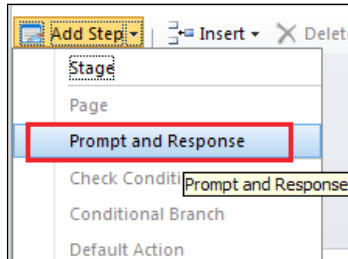 Add Step Insert Delet
Stage
Page
Prompt and Response
Check Conditi
Prompt and Response
Conditional Branch
Default Action